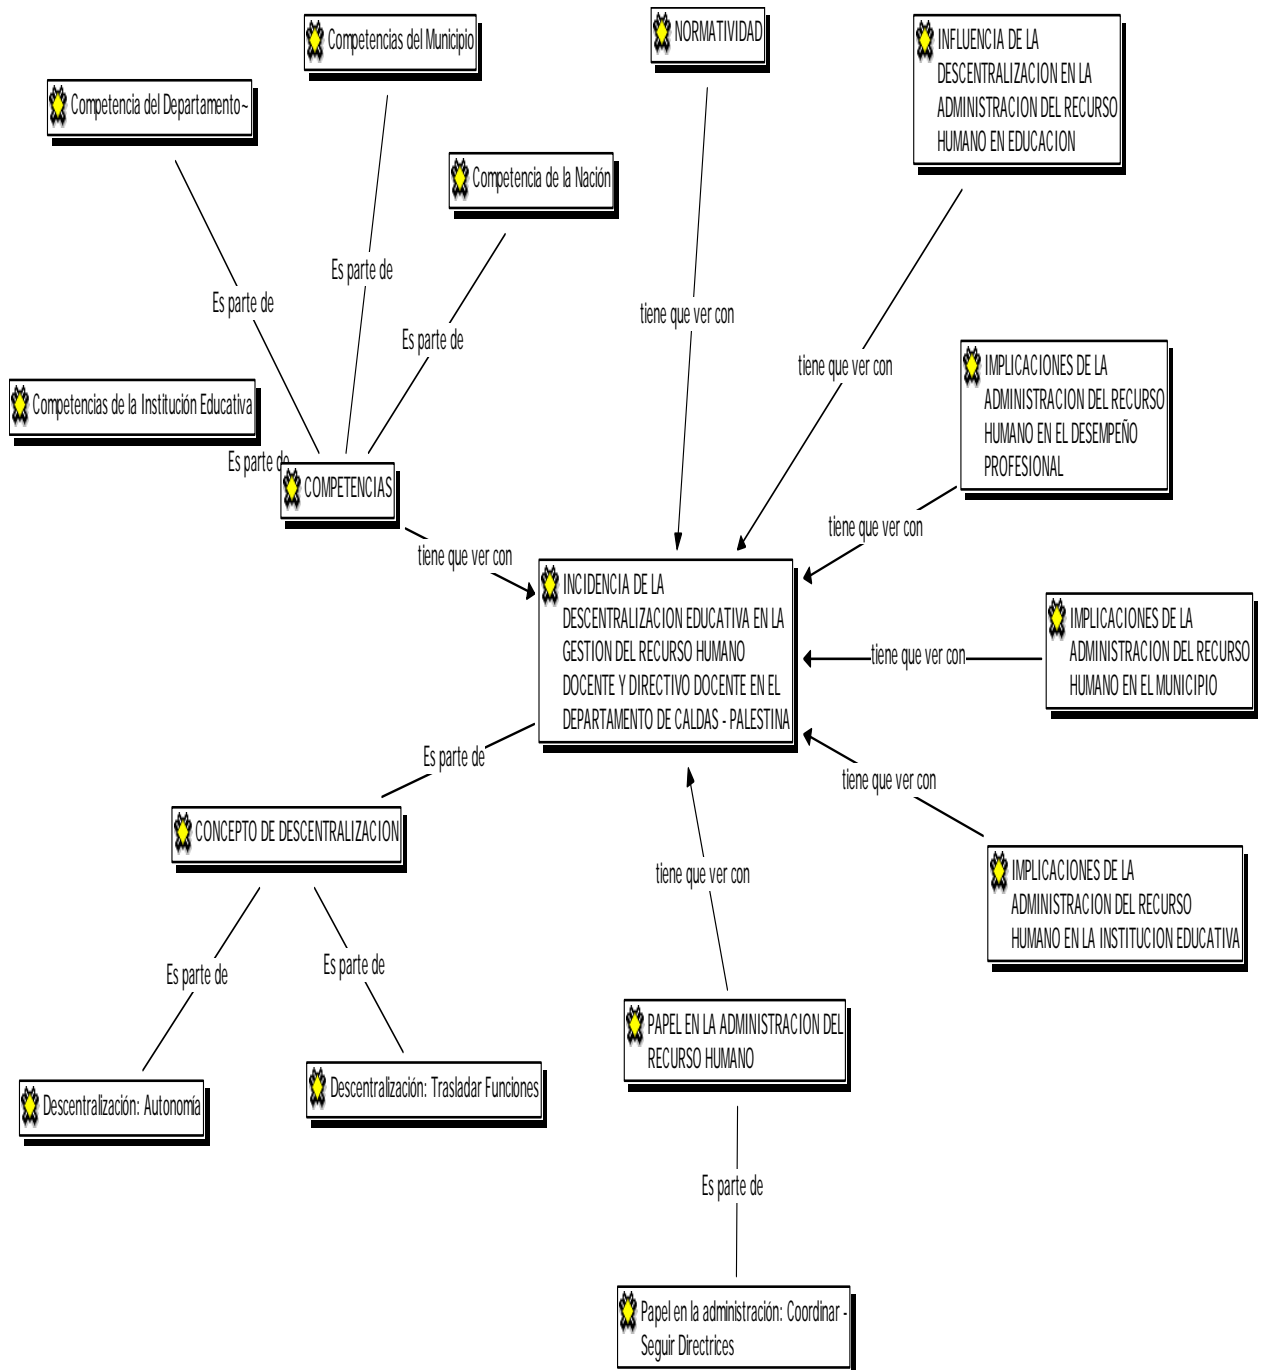 Competencias del Municipio
NORMATIVIDAD
INFLUENCIA DE LA
DESCENTRALIZACION EN LA
ADMINISTRACION DEL RECURSO
HUMANO EN EDUCACION
Competencia del Departamento~
Competencia de la Nación
Es parte de
Es parte de
Es parte de
tiene que ver con
tiene que ver con
IMPLICACIONES DE LA
ADMINISTRACION DEL RECURSO
HUMANO EN EL DESEMPEÑO
PROFESIONAL
Competencias de la Institución Educativa
Es parte de
COMPETENCIAS
tiene que ver con
tiene que ver con
INCIDENCIA DE LA
DESCENTRALIZACION EDUCATIVA EN LA
GESTION DEL RECURSO HUMANO
DOCENTE Y DIRECTIVO DOCENTE EN EL
DEPARTAMENTO DE CALDAS - PALESTINA
tiene que ver con
IMPLICACIONES DE LA
ADMINISTRACION DEL RECURSO
HUMANO EN EL MUNICIPIO
Es parte de
tiene que ver con
CONCEPTO DE DESCENTRALIZACION
tiene que ver con
IMPLICACIONES DE LA
ADMINISTRACION DEL RECURSO
HUMANO EN LA INSTITUCION EDUCATIVA
Es parte de
Es parte de
PAPEL EN LA ADMINISTRACION DEL
RECURSO HUMANO
Descentralización: Autonomía
Descentralización: Trasladar Funciones
Es parte de
Papel en la administración: Coordinar -
Seguir Directrices